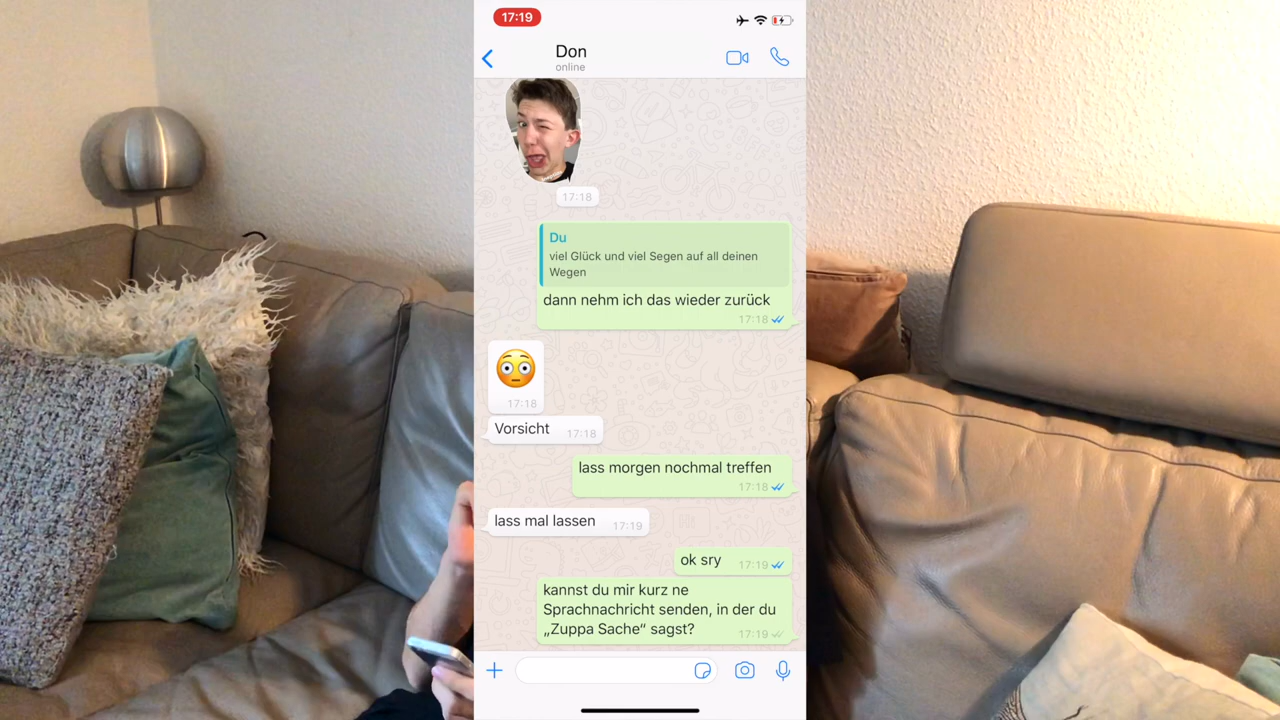 17:19
Don
online
17:18
Du
viel Glück und viel Segen auf all deinen
Wegen
dann nehm ich das wieder zurück
17:18
17:18
Vorsicht 17:18
lass morgen nochmal treffen
17:18
lass mal lassen 17:19
ok sry 17:19
kannst du mir kurz ne
Sprachnachricht senden, in der du
„Zuppa Sache“ sagst?
17:19